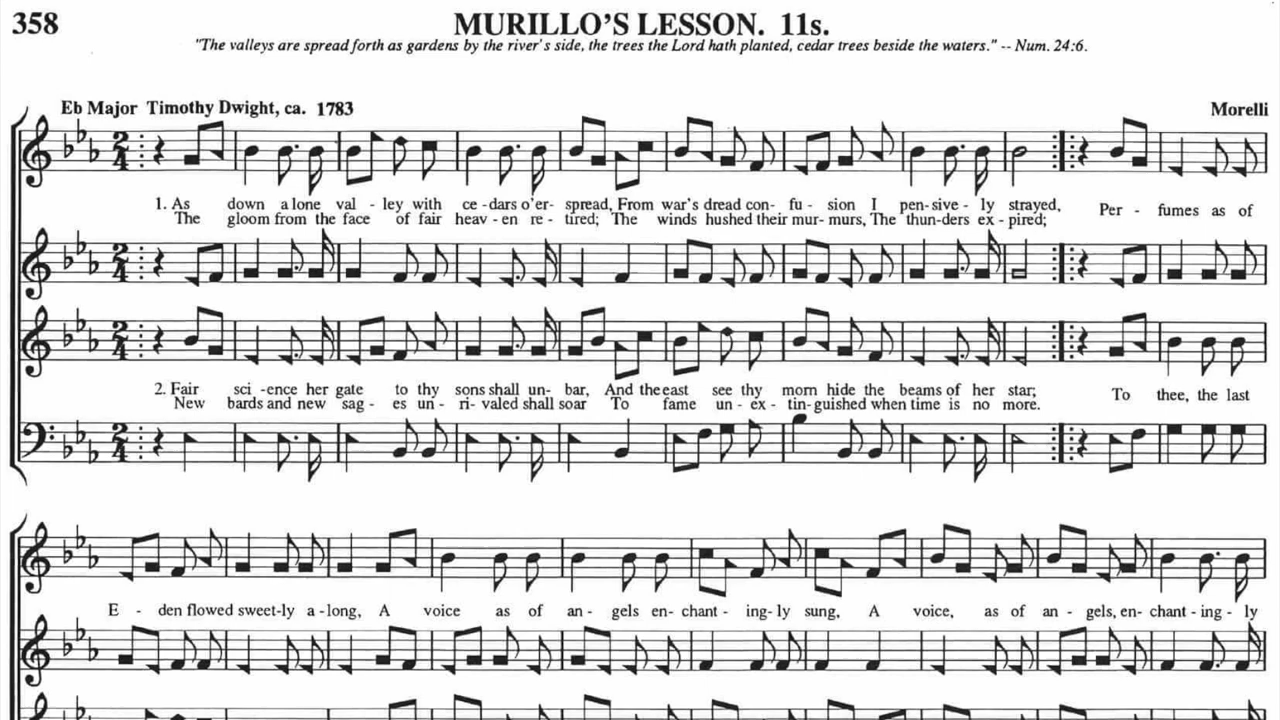 358 MURILLO'S LESSON. 11s.
"The valleys are spread forth as gardens by the river's side, the trees the Lord hath planted, cedar trees beside the waters." -- Num. 24:6.
Eb Major Timothy Dwight, ca. 1783 Morelli
1. As down a lone val - ley with ce - dars o'er- spread, From war's dread con- fu - sion I pen- sive- ly strayed, Per - fumes as of
The gloom from the face of fair heav - en re - tired; The winds hushed their mur- murs, The thun- ders ex - pired;
2. Fair sci - ence her gate to thy sons shall un- bar, And the east see thy morn hide the beams of her star; To thee, the last
New bards and new sag - es un - ri- valed shall soar To fame un - ex - tin- guished when time is no more.
E - den flowed sweet-ly a - long, A voice as of an - gels en- chant - ing- ly sung, A voice, as of an - gels, en- chant - ing - ly